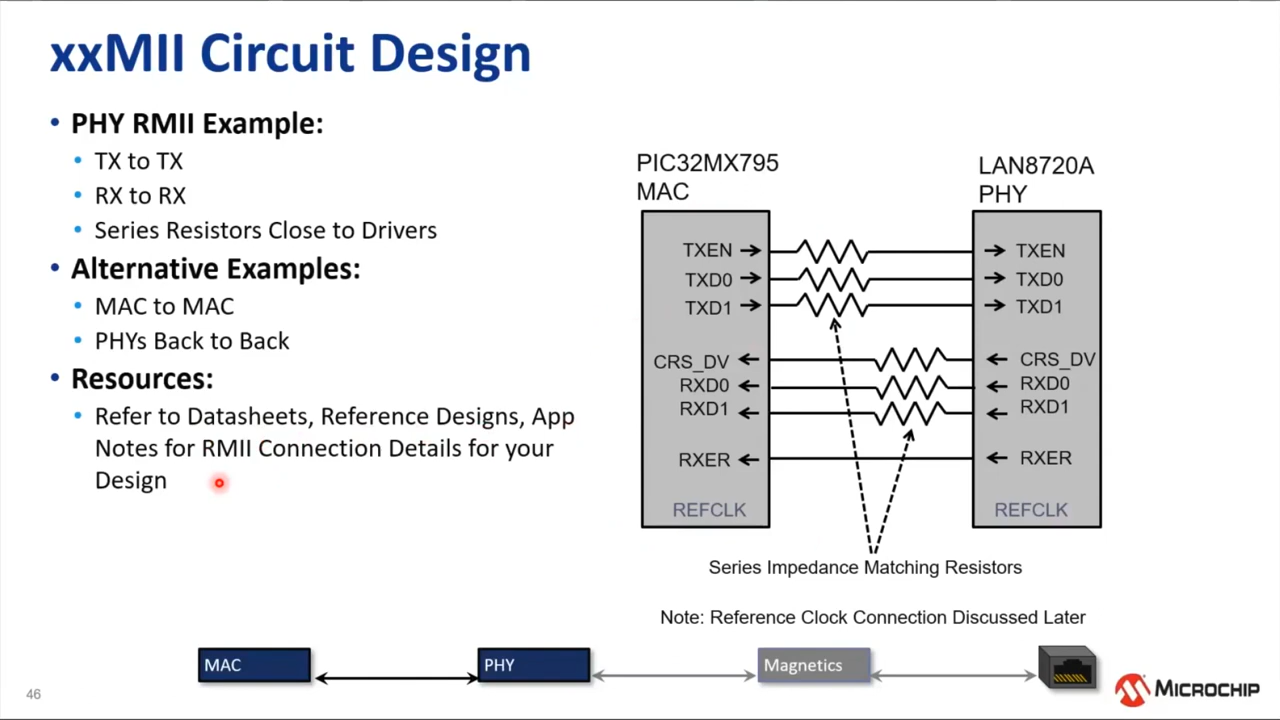 xxMII Circuit Design
• PHY RMII Example:
• TX to TX
• RX to RX
• Series Resistors Close to Drivers
• Alternative Examples:
• MAC to MAC
• PHYs Back to Back
• Resources:
• Refer to Datasheets, Reference Designs, App
Notes for RMII Connection Details for your
Design
PIC32MX795
MAC
LAN8720A
PHY
TXEN
TXD0
TXD1
CRS_DV
RXD0
RXD1
RXER
REFCLK
TXEN
TXD0
TXD1
CRS_DV
RXD0
RXD1
RXER
REFCLK
Series Impedance Matching Resistors
Note: Reference Clock Connection Discussed Later
MAC
PHY
Magnetics
46
MICROCHIP